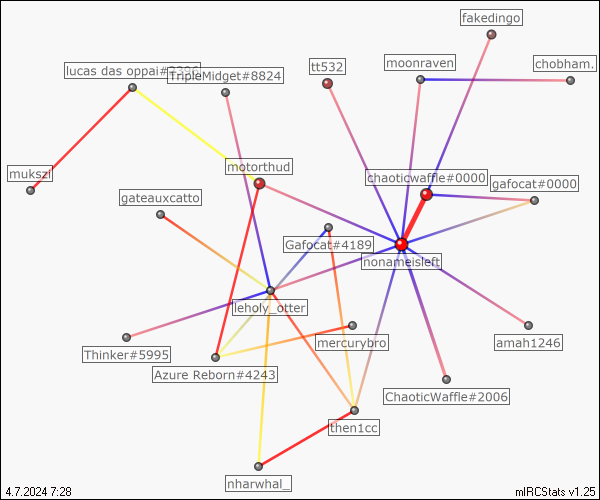 fakedingo
tt532
moonraven
chobham.
lucas das oppai#
TripleMidget#8824
mukszi
motorthud
chaoticwaffle#0000
gafocat#0000
gateauxcatto
Gafocat#4189
nonameisleft
leholy_otter
Thinker#5995
mercurybro
amah1246
Azure Reborn#4243
ChaoticWaffle#2006
then1cc
nharwhal_
4.7.2024 7:28
mIRCStats v1.25